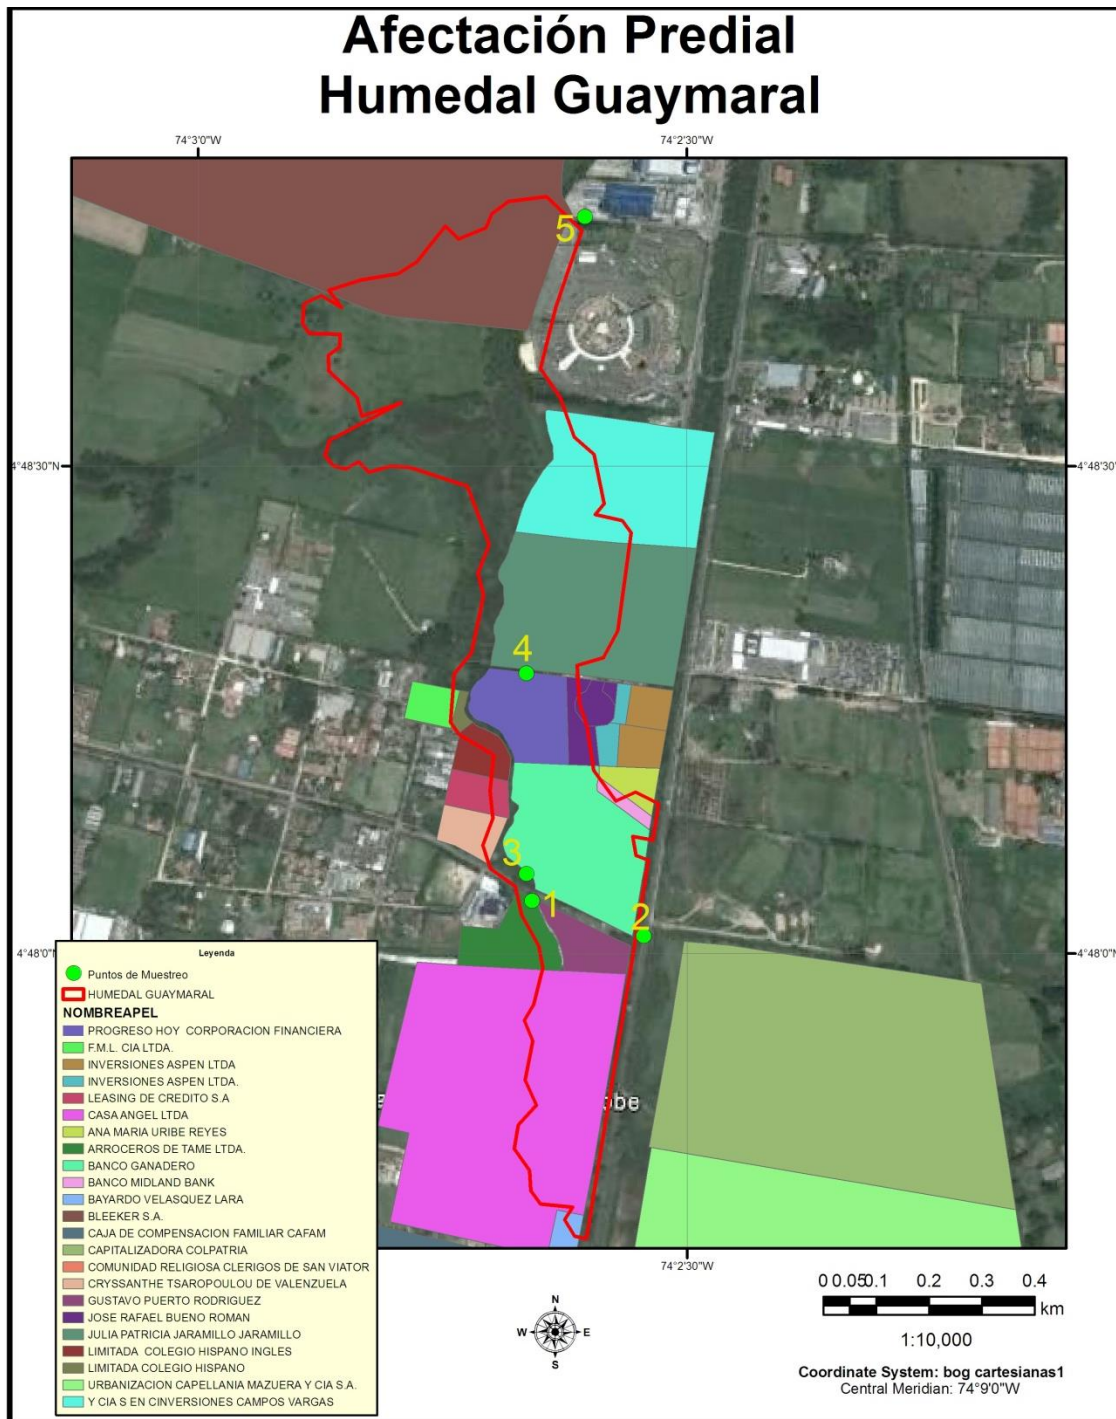 Afectación Predial
Humedal Guaymaral
74°3'0"W
74°2'30"W
5
4°48'30"N
4°48'30"N
4
3
1
2
4°48'0"N
4°48'0"N
Leyenda
Puntos de Muestreo
HUMEDAL GUAYMARAL
NOMBREAPEL
PROGRESO HOY CORPORACION FINANCIERA
F.M.L. CIA LTDA.
INVERSIONES ASPEN LTDA
INVERSIONES ASPEN LTDA.
LEASING DE CREDITO S.A
CASA ANGEL LTDA
ANA MARIA URIBE REYES
ARROCEROS DE TAME LTDA.
BANCO GANADERO
BANCO MIDLAND BANK
BAYARDO VELASQUEZ LARA
BLEEKER S.A.
CAJA DE COMPENSACION FAMILIAR CAFAM
CAPITALIZADORA COLPATRIA
COMUNIDAD RELIGIOSA CLERIGOS DE SAN VIATOR
CRYSSANTHE TSAROPOULOU DE VALENZUELA
GUSTAVO PUERTO RODRIGUEZ
JOSE RAFAEL BUENO ROMAN
JULIA PATRICIA JARAMILLO JARAMILLO
LIMITADA COLEGIO HISPANO INGLES
LIMITADA COLEGIO HISPANO
URBANIZACION CAPELLANIA MAZUERA Y CIA S.A.
Y CIA S EN CINVERSIONES CAMPOS VARGAS
74°2'30"W
N
W E
S
0 0.050.1 0.2 0.3 0.4
km
1:10,000
Coordinate System: bog cartesianas1
Central Meridian: 74°9'0"W